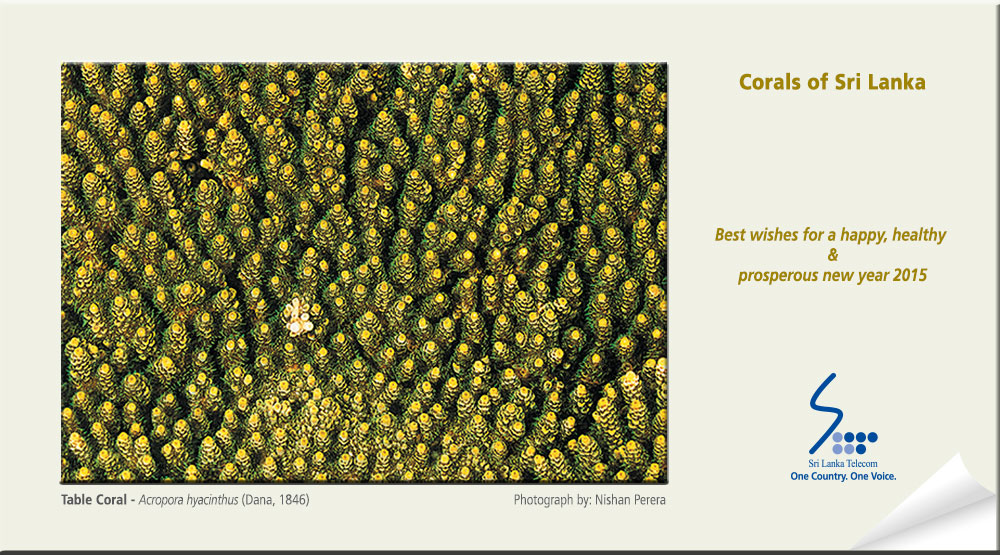 Corals of Sri Lanka
Best wishes for a happy, healthy
&
prosperous new year 2015
Sri Lanka Telecom
One Country. One Voice.
Table Coral - Acropora hyacinthus (Dana, 1846)
Photograph by: Nishan Perera